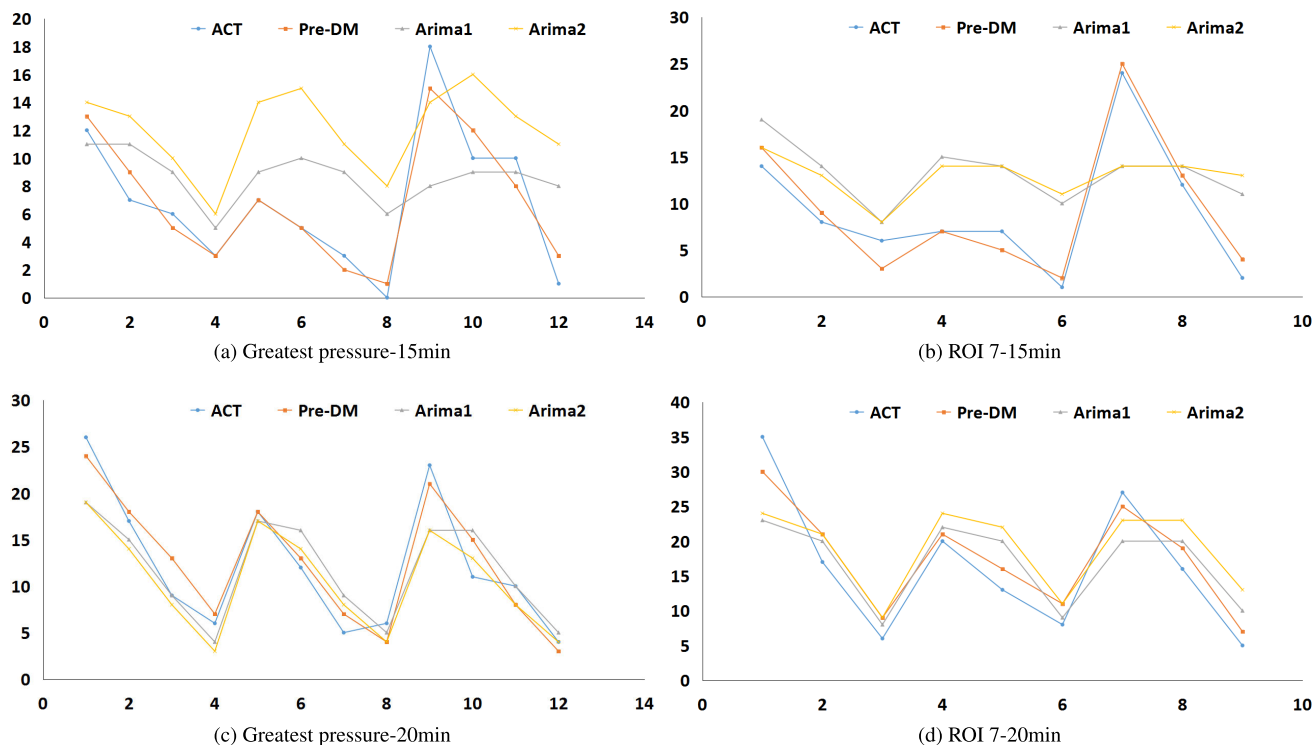 ACT Pre-DM Arima1 Arima2
20
18
16
14
12
10
8
6
4
2
0
0 2 4 6 8 10 12 14
(a) Greatest pressure-15min
ACT Pre-DM Arima1 Arima2
30
25
20
15
10
5
0
0 2 4 6 8 10
(b) ROI 7-15min
ACT Pre-DM Arima1 Arima2
30
25
20
15
10
5
0
0 2 4 6 8 10 12 14
(c) Greatest pressure-20min
ACT Pre-DM Arima1 Arima2
40
35
30
25
20
15
10
5
0
0 2 4 6 8 10
(d) ROI 7-20min